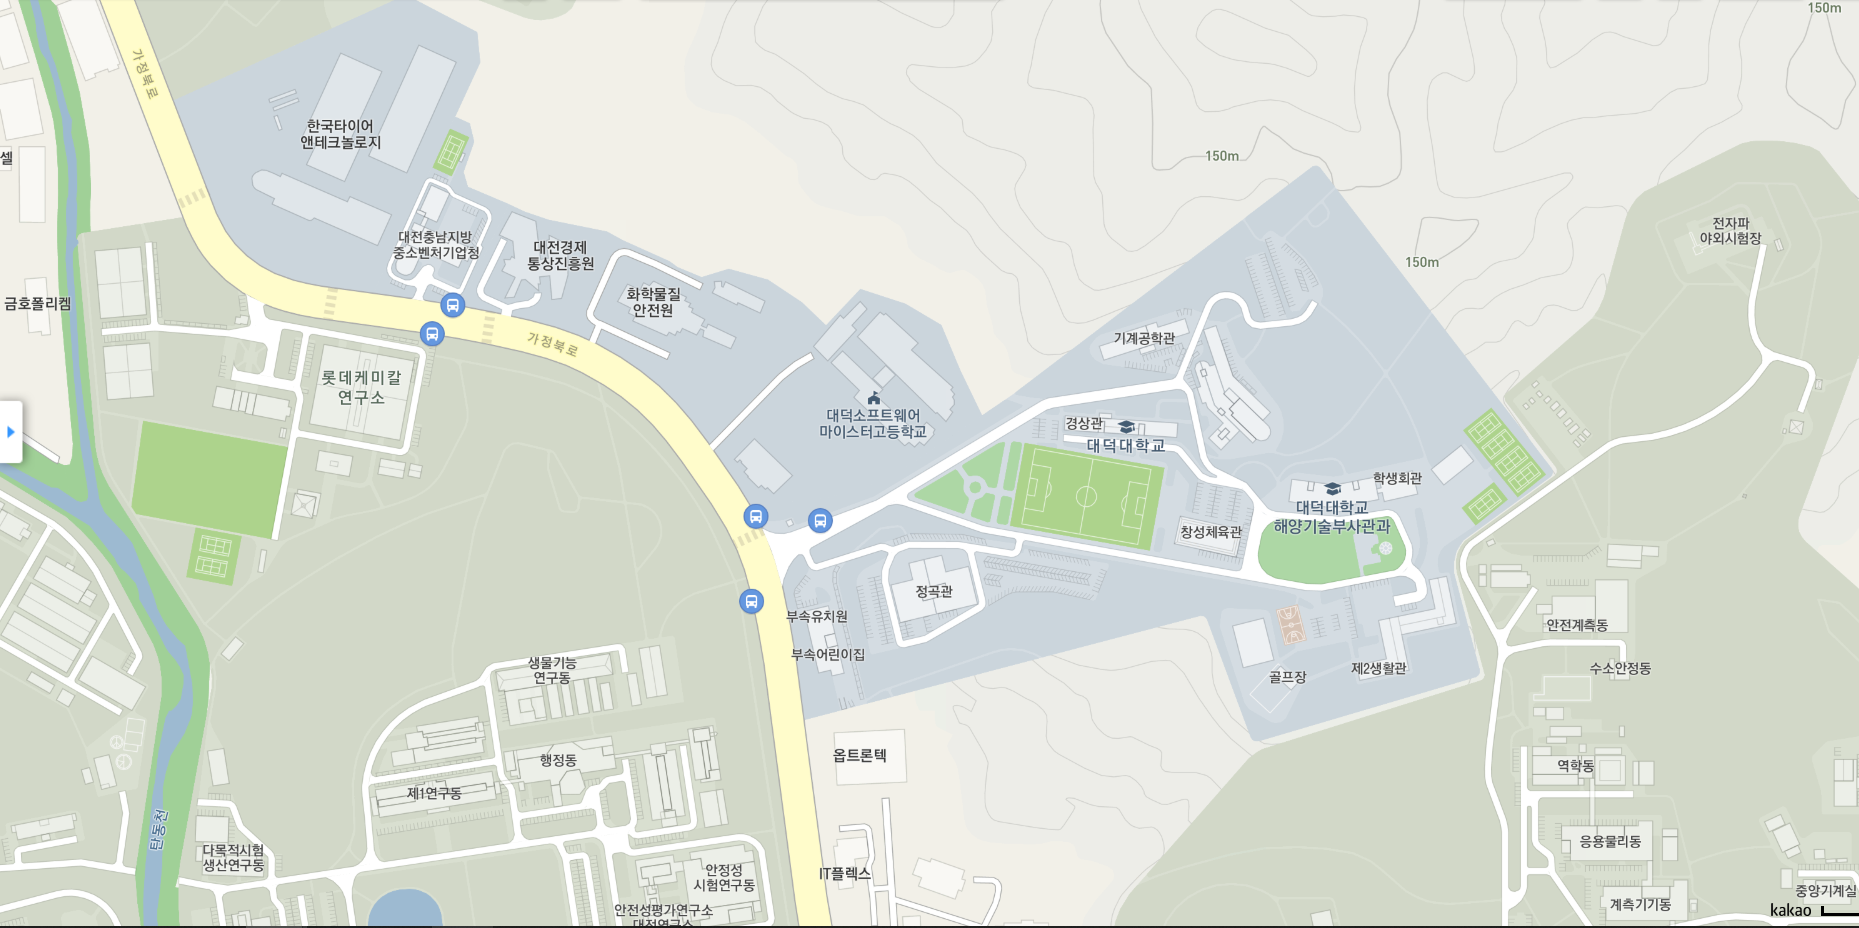 150m
가정북로
한국타이어
앤테크놀로지
셀
150m
전자파
야외시험장
대전충남지방
중소벤처기업청
대전경제
통상진흥원
150m
금호폴리켐
화학물질
안전원
가정북로
기계공학관
롯데케미칼
연구소
대덕소프트웨어
마이스터고등학교
경상관
대덕대학교
학생회관
대덕대학교
해양기술부사관과
창성체육관
정곡관
부속유치원
안전계측동
부속어린이집
생물기능
연구동
골프장
제2생활관
수소안정동
옵트론텍
행정동
역학동
제1연구동
탄동천
다목적시험
생산연구동
응용물리동
IT플렉스
안정성
시험연구동
중앙기계실
안전성평가연구소
대전연구소
계측기기동
kakao